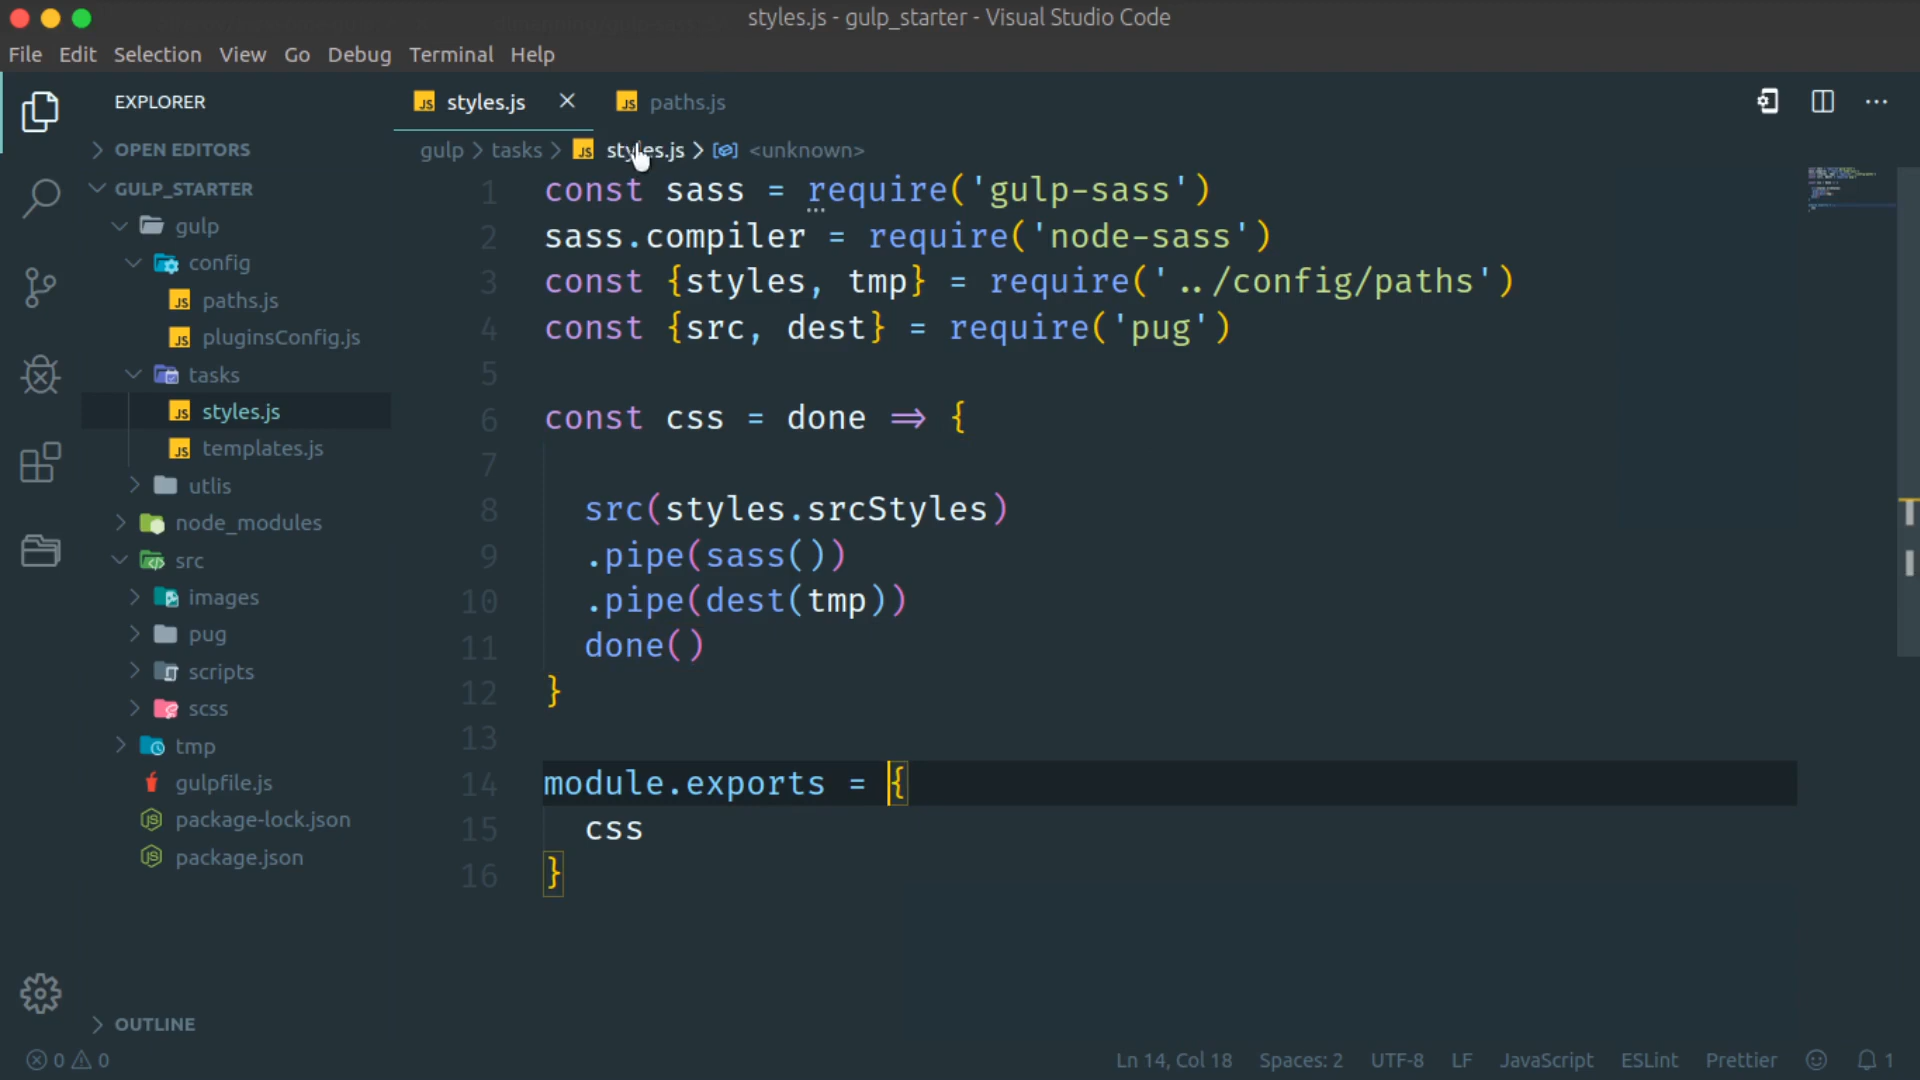 styles.js - gulp_starter - Visual Studio Code
File Edit Selection View Go Debug Terminal Help
EXPLORER
OPEN EDITORS
GULP_STARTER
gulp
config
paths.js
pluginsConfig.js
tasks
styles.js
templates.js
utlis
node_modules
src
images
pug
scripts
scss
tmp
gulpfile.js
package-lock.json
package.json
OUTLINE
styles.js paths.js
gulp > tasks > styles.js > <unknown>
1 const sass = require('gulp-sass')
2 sass.compiler = require('node-sass')
3 const {styles, tmp} = require('../config/paths')
4 const {src, dest} = require('pug')
5
6 const css = done => {
7
8 src(styles.srcStyles)
9 .pipe(sass())
10 .pipe(dest(tmp))
11 done()
12 }
13
14 module.exports = {
15 css
16 }
0 0 Ln 14, Col 18 Spaces: 2 UTF-8 LF JavaScript ESLint Prettier 1